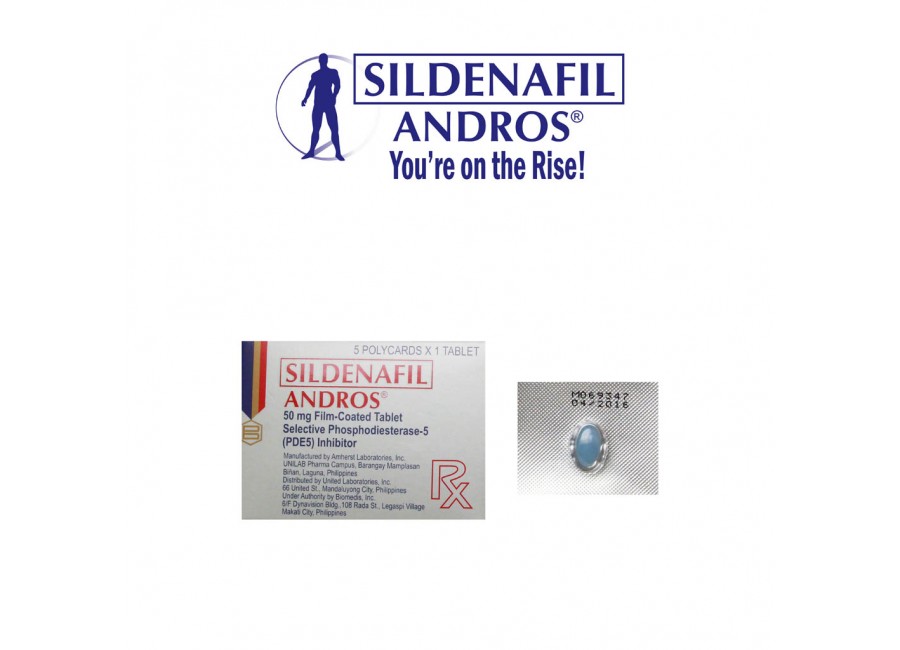 SILDENAFIL
ANDROS®
You're on the Rise!
5 POLYCARDS X 1 TABLET
SILDENAFIL
ANDROS®
50 mg Film-Coated Tablet
Selective Phosphodiesterase-5
(PDE5) Inhibitor
Manufactured by Amherst Laboratories, Inc.
UNILAB Pharma Campus, Barangay Mamplasan
Biñan, Laguna, Philippines
Distributed by United Laboratories, Inc.
66 United St., Mandaluyong City, Philippines
Under Authority by Biomedis, Inc.
6/F Dynavision Bldg.,108 Rada St., Legaspi Village
Makati City, Philippines
Rx
M069347
04/2016